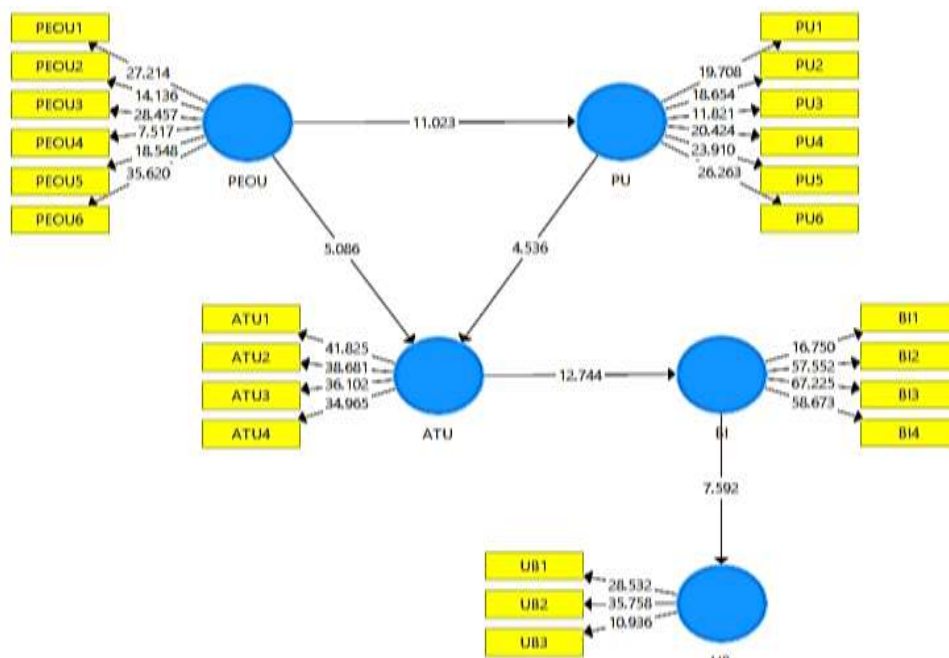 PEOU1
PEOU2
PEOU3
PEOU4
PEOU5
PEOU6
27.214
14.136
28.457
7.517
18.548
35.620
PEOU
11.023
PU
PU1
PU2
PU3
PU4
PU5
PU6
19.708
18.654
11.821
20.424
23.910
26.263
5.086
4.536
ATU1
ATU2
ATU3
ATU4
41.825
38.681
36.102
34.965
ATU
12.744
BI
BI1
BI2
BI3
BI4
16.750
57.552
67.225
58.673
7.592
UB1
UB2
UB3
28.532
35.758
10.936